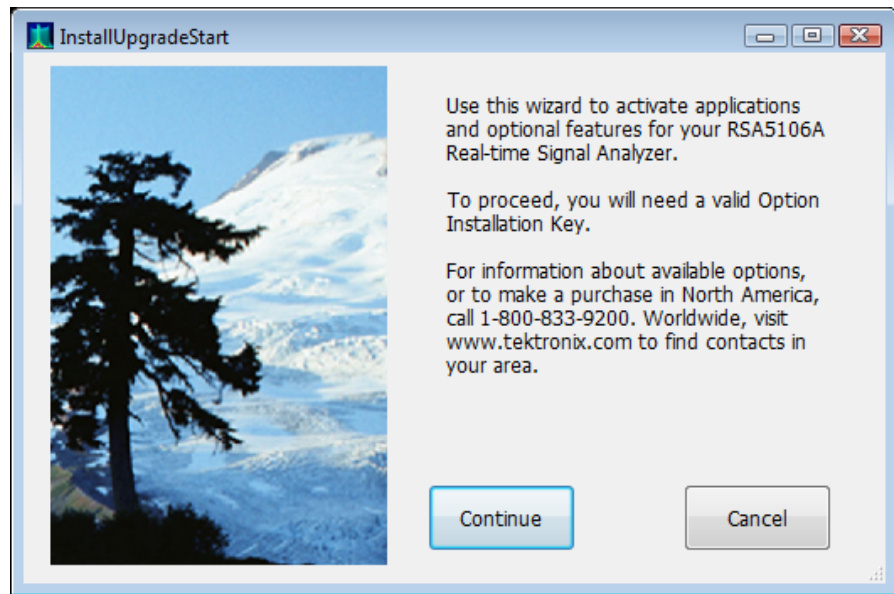 InstallUpgradeStart
Use this wizard to activate applications
and optional features for your RSA5106A
Real-time Signal Analyzer.
To proceed, you will need a valid Option
Installation Key.
For information about available options,
or to make a purchase in North America,
call 1-800-833-9200. Worldwide, visit
www.tektronix.com to find contacts in
your area.
Continue
Cancel